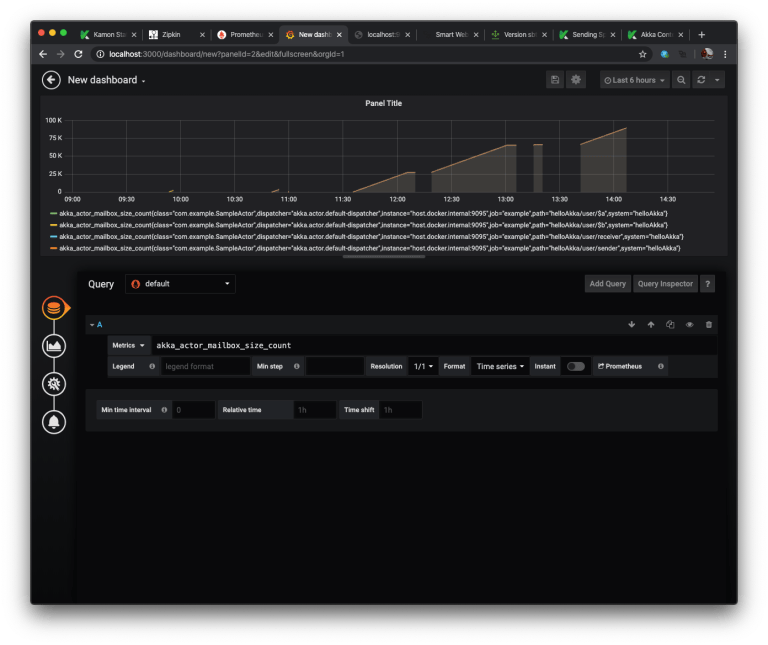 Kamon Sta
Zipkin
Prometheu
New dashb
localhost:9
Smart Web
Version str
Sending Sp
Akka Conte
localhost:3000/dashboard/new?panelId=2&edit&fullscreen&orgId=1
New dashboard
Last 6 hours
Panel Title
100 K
75 K
50 K
25 K
0
09:00 09:30 10:00 10:30 11:00 11:30 12:00 12:30 13:00 13:30 14:00 14:30
akka_actor_mailbox_size_count{class="com.example.SampleActor",dispatcher="akka.actor.default-dispatcher",instance="host.docker.internal:9095",job="example",path="helloAkka/user/$a",system="helloAkka"}
akka_actor_mailbox_size_count{class="com.example.SampleActor",dispatcher="akka.actor.default-dispatcher",instance="host.docker.internal:9095",job="example",path="helloAkka/user/$b",system="helloAkka"}
akka_actor_mailbox_size_count{class="com.example.SampleActor",dispatcher="akka.actor.default-dispatcher",instance="host.docker.internal:9095",job="example",path="helloAkka/user/receiver",system="helloAkka"}
akka_actor_mailbox_size_count{class="com.example.SampleActor",dispatcher="akka.actor.default-dispatcher",instance="host.docker.internal:9095",job="example",path="helloAkka/user/sender",system="helloAkka"}
Query default Add Query Query Inspector ?
A
Metrics akka_actor_mailbox_size_count
Legend legend format Min step Resolution 1/1 Format Time series Instant Prometheus
Min time interval 0 Relative time 1h Time shift 1h